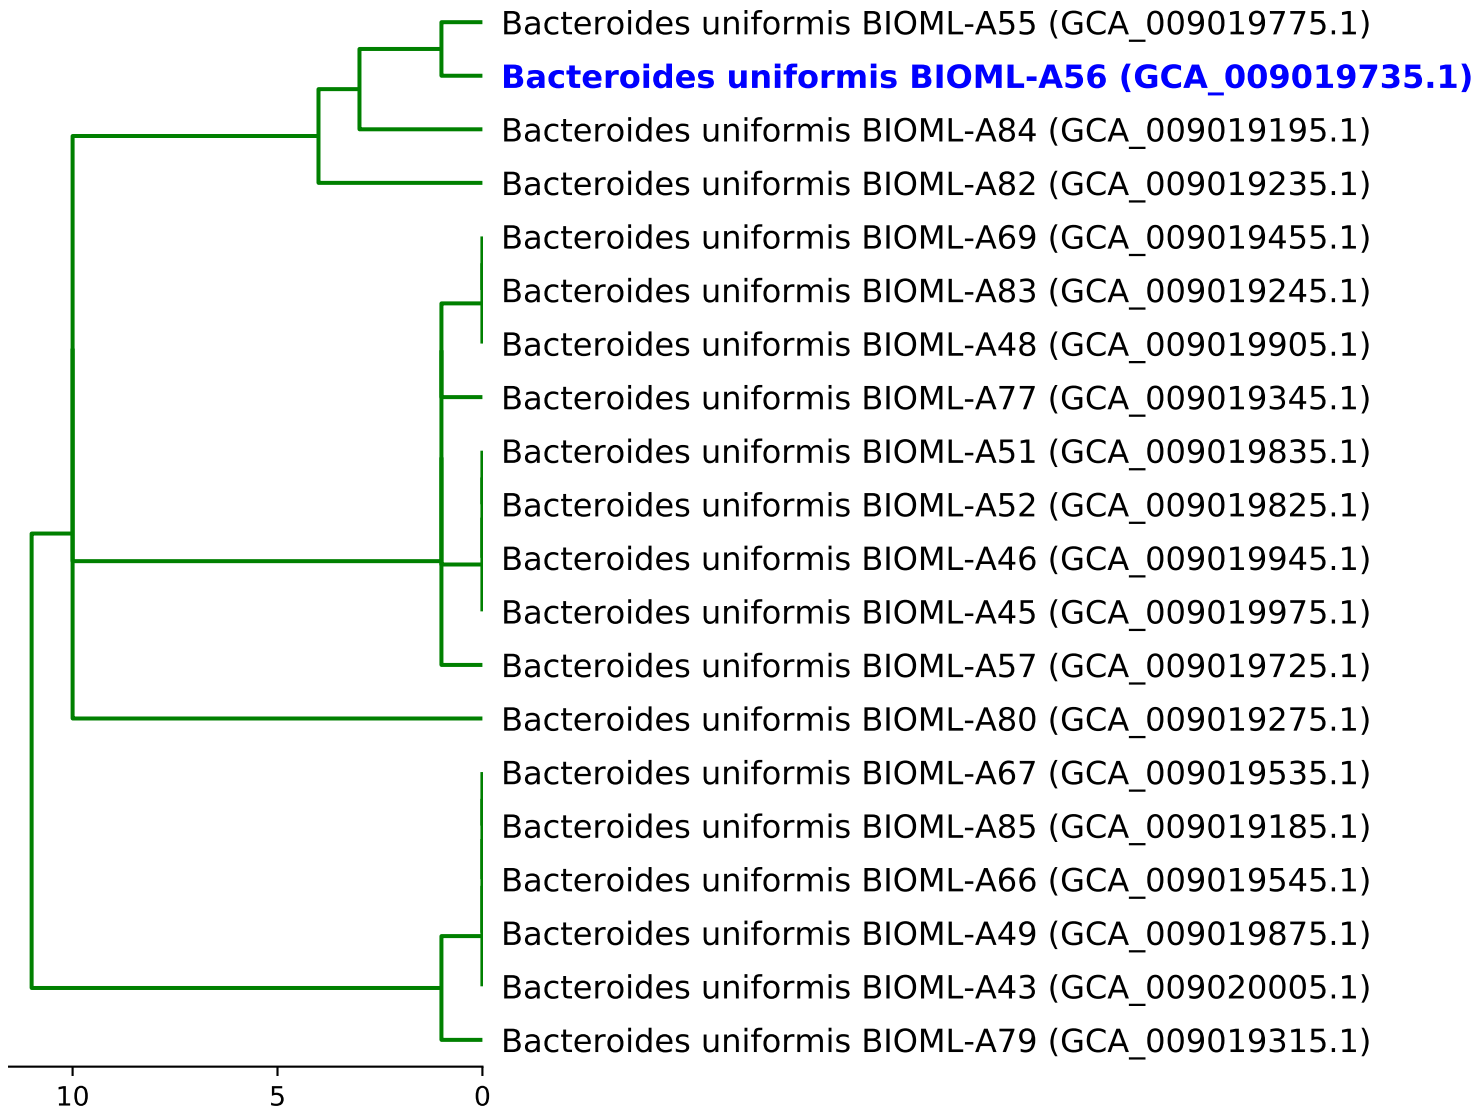 Bacteroides uniformis BIOML-A55 (GCA_009019775.1)
Bacteroides uniformis BIOML-A56 (GCA_009019735.1)
Bacteroides uniformis BIOML-A84 (GCA_009019195.1)
Bacteroides uniformis BIOML-A82 (GCA_009019235.1)
Bacteroides uniformis BIOML-A69 (GCA_009019455.1)
Bacteroides uniformis BIOML-A83 (GCA_009019245.1)
Bacteroides uniformis BIOML-A48 (GCA_009019905.1)
Bacteroides uniformis BIOML-A77 (GCA_009019345.1)
Bacteroides uniformis BIOML-A51 (GCA_009019835.1)
Bacteroides uniformis BIOML-A52 (GCA_009019825.1)
Bacteroides uniformis BIOML-A46 (GCA_009019945.1)
Bacteroides uniformis BIOML-A45 (GCA_009019975.1)
Bacteroides uniformis BIOML-A57 (GCA_009019725.1)
Bacteroides uniformis BIOML-A80 (GCA_009019275.1)
Bacteroides uniformis BIOML-A67 (GCA_009019535.1)
Bacteroides uniformis BIOML-A85 (GCA_009019185.1)
Bacteroides uniformis BIOML-A66 (GCA_009019545.1)
Bacteroides uniformis BIOML-A49 (GCA_009019875.1)
Bacteroides uniformis BIOML-A43 (GCA_009020005.1)
Bacteroides uniformis BIOML-A79 (GCA_009019315.1)
10 5 0